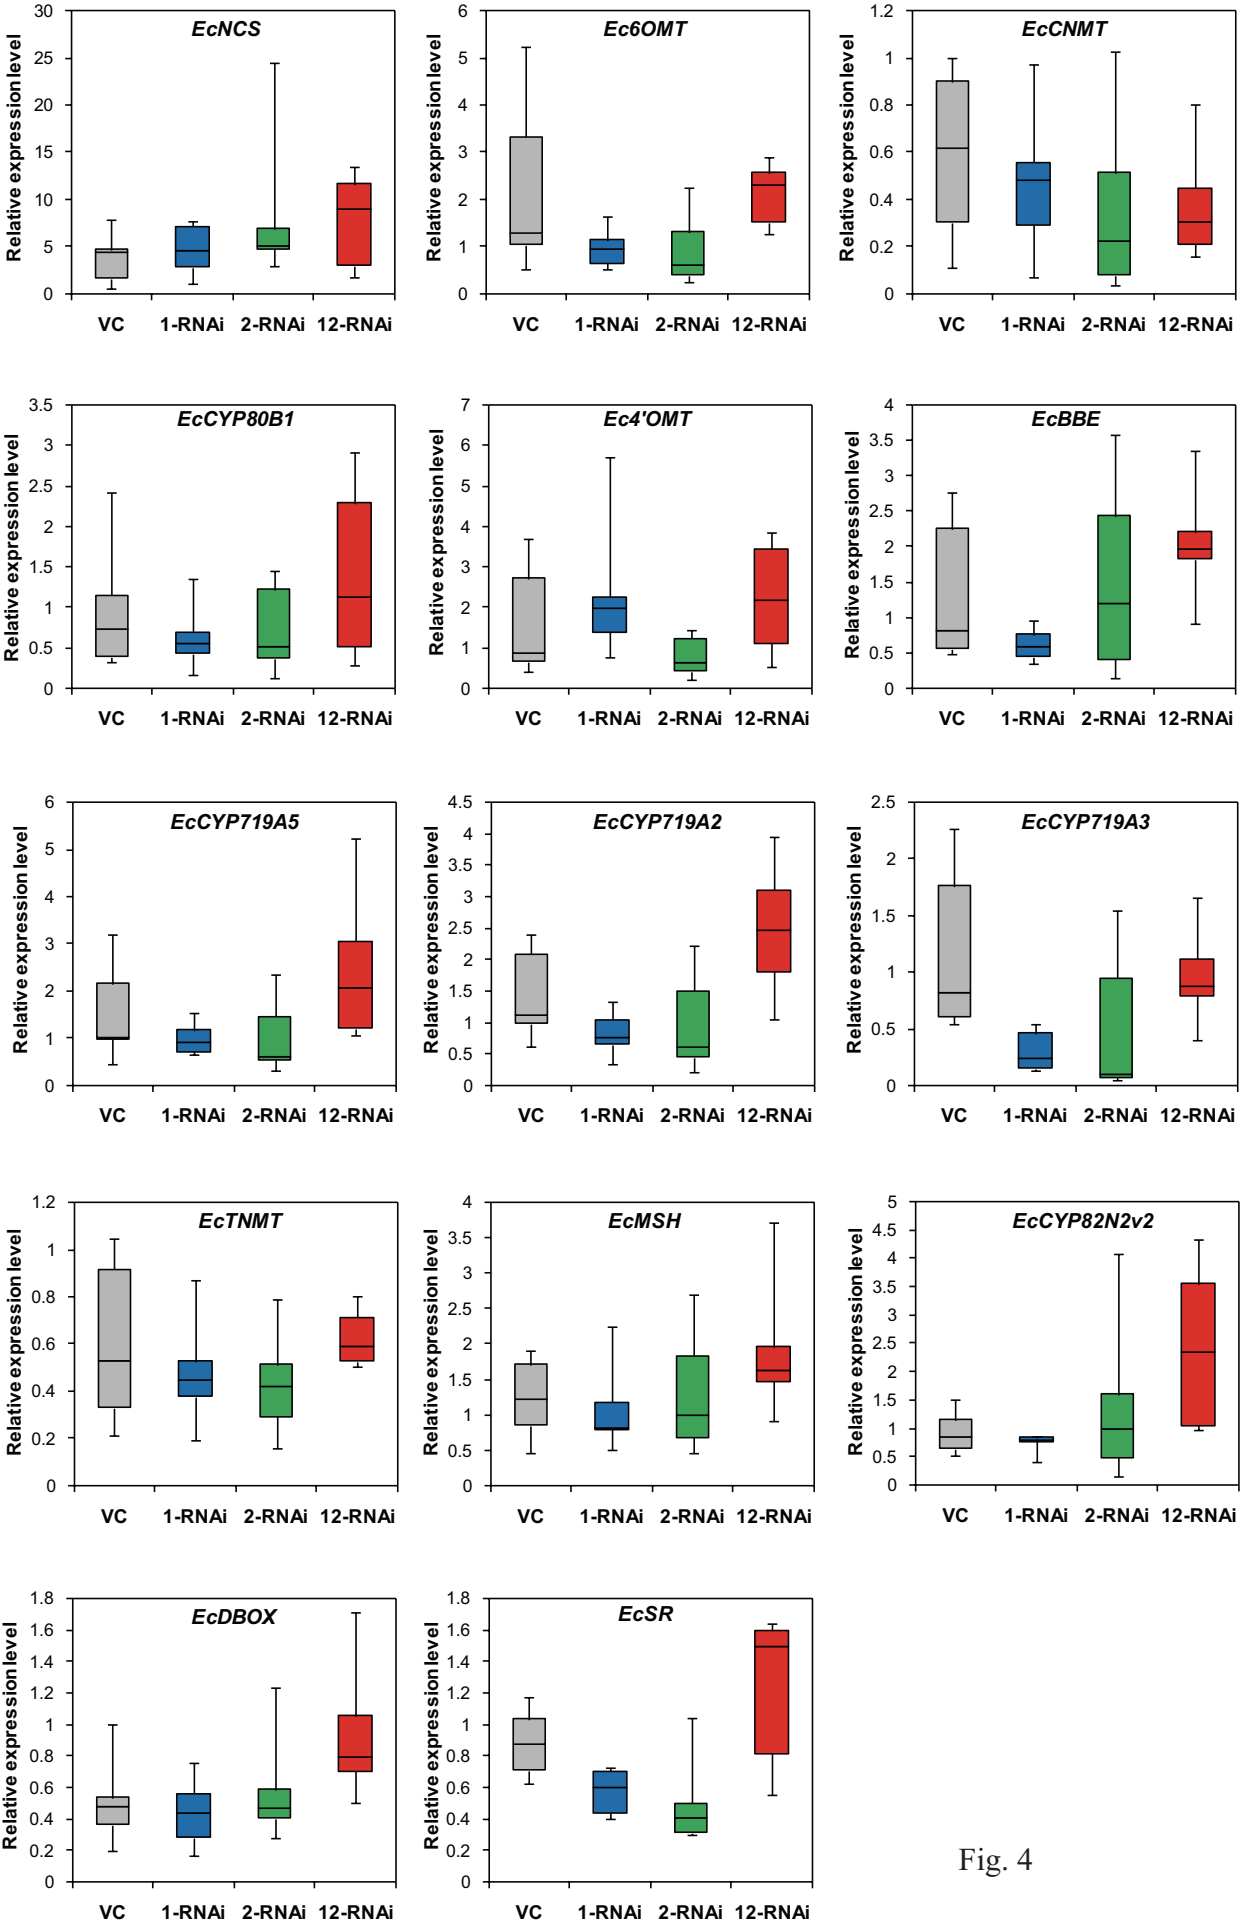 EcNCS
Relative expression level
30
25
20
15
10
5
0
VC 1-RNAi 2-RNAi 12-RNAi
Ec6OMT
Relative expression level
6
5
4
3
2
1
0
VC 1-RNAi 2-RNAi 12-RNAi
EcCNMT
Relative expression level
1.2
1
0.8
0.6
0.4
0.2
0
VC 1-RNAi 2-RNAi 12-RNAi
EcCYP80B1
Relative expression level
3.5
3
2.5
2
1.5
1
0.5
0
VC 1-RNAi 2-RNAi 12-RNAi
Ec4'OMT
Relative expression level
7
6
5
4
3
2
1
0
VC 1-RNAi 2-RNAi 12-RNAi
EcBBE
Relative expression level
4
3.5
3
2.5
2
1.5
1
0.5
0
VC 1-RNAi 2-RNAi 12-RNAi
EcCYP719A5
Relative expression level
6
5
4
3
2
1
0
VC 1-RNAi 2-RNAi 12-RNAi
EcCYP719A2
Relative expression level
4.5
4
3.5
3
2.5
2
1.5
1
0.5
0
VC 1-RNAi 2-RNAi 12-RNAi
EcCYP719A3
Relative expression level
2.5
2
1.5
1
0.5
0
VC 1-RNAi 2-RNAi 12-RNAi
EcTNMT
Relative expression level
1.2
1
0.8
0.6
0.4
0.2
0
VC 1-RNAi 2-RNAi 12-RNAi
EcMSH
Relative expression level
4
3.5
3
2.5
2
1.5
1
0.5
0
VC 1-RNAi 2-RNAi 12-RNAi
EcCYP82N2v2
Relative expression level
5
4.5
4
3.5
3
2.5
2
1.5
1
0.5
0
VC 1-RNAi 2-RNAi 12-RNAi
EcDBOX
Relative expression level
1.8
1.6
1.4
1.2
1
0.8
0.6
0.4
0.2
0
VC 1-RNAi 2-RNAi 12-RNAi
EcSR
Relative expression level
1.8
1.6
1.4
1.2
1
0.8
0.6
0.4
0.2
0
VC 1-RNAi 2-RNAi 12-RNAi
Fig. 4